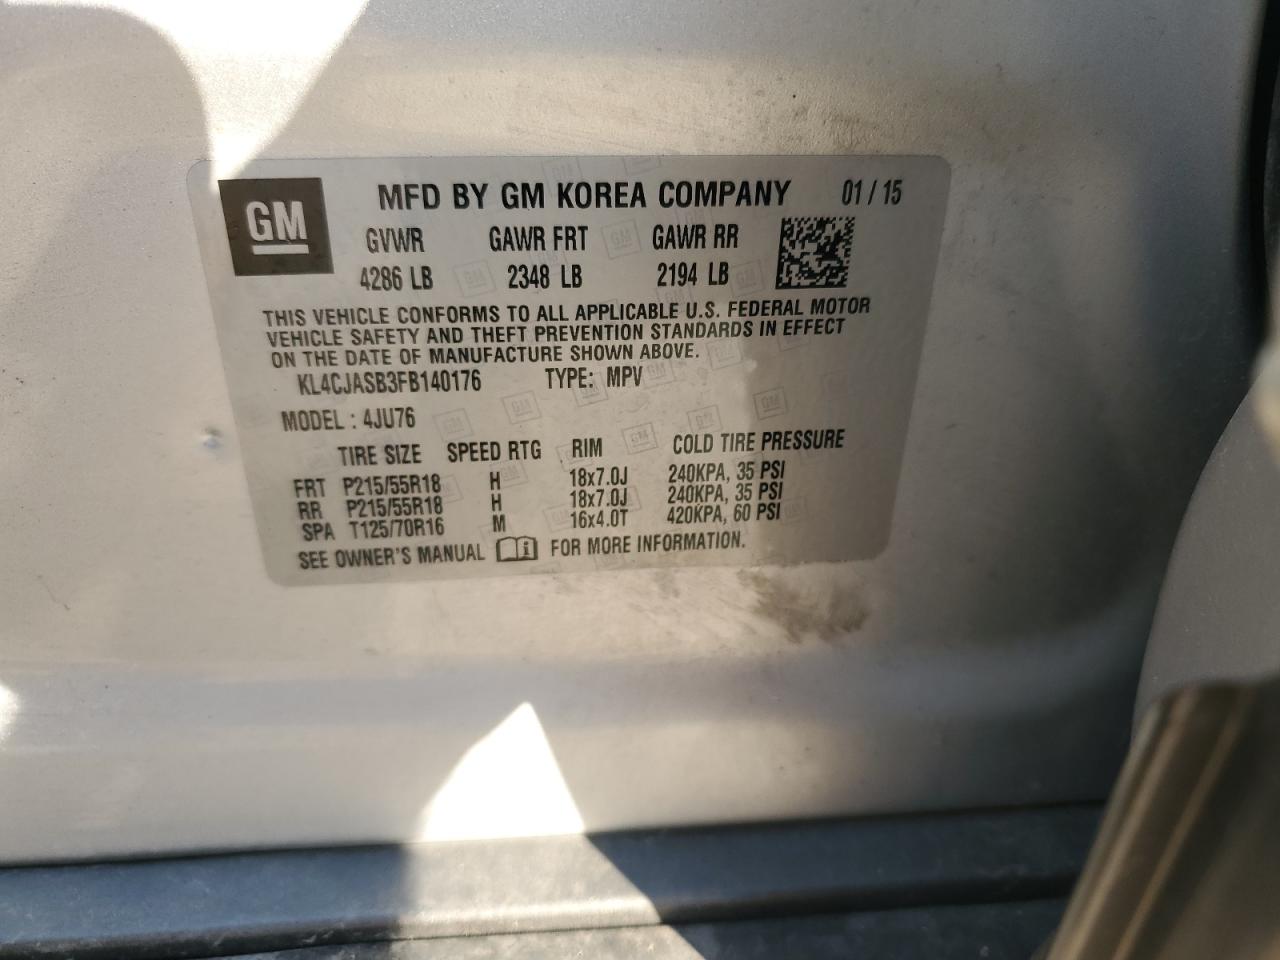 GM
MFD BY GM KOREA COMPANY 01 / 15
GVWR GAWR FRT GAWR RR
4286 LB 2348 LB 2194 LB
THIS VEHICLE CONFORMS TO ALL APPLICABLE U.S. FEDERAL MOTOR
VEHICLE SAFETY AND THEFT PREVENTION STANDARDS IN EFFECT
ON THE DATE OF MANUFACTURE SHOWN ABOVE.
KL4CJASB3FB140176 TYPE: MPV
MODEL : 4JU76
TIRE SIZE SPEED RTG RIM COLD TIRE PRESSURE
FRT P215/55R18 H 18x7.0J 240KPA, 35 PSI
RR P215/55R18 H 18x7.0J 240KPA, 35 PSI
SPA T125/70R16 M 16x4.0T 420KPA, 60 PSI
SEE OWNER'S MANUAL i FOR MORE INFORMATION.